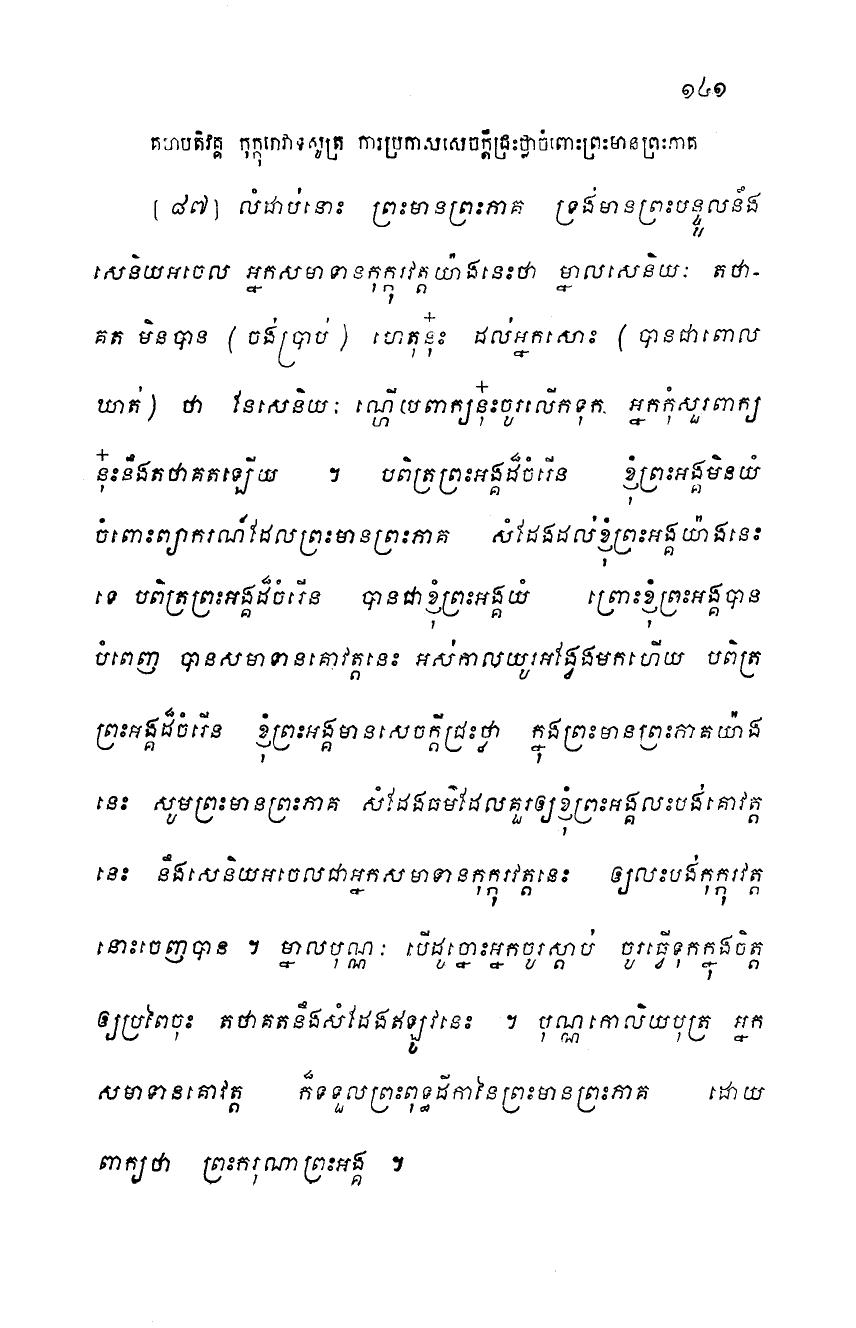 ១៤១
គហបតិវគ្គ កុក្កុរោវាទសូត្រ ការប្រកាសសេចក្តីជ្រះថ្លាចំពោះព្រះមានព្រះភាគ
[៨៧] លំដាប់នោះ ព្រះមានព្រះភាគ ទ្រង់មានព្រះបន្ទូលនឹង
សេនិយអចេល អ្នកសមាទានកុក្កុរវត្តយ៉ាងនេះថា ម្នាលសេនិយៈ តថា-
គត មិនបាន (ចង់ប្រាប់) ហេតុនុ៎ះ ដល់អ្នកសោះ (បានជាពោល
ឃាត់) ថា នែសេនិយៈ ណ្ហើយពាក្យនុ៎ះចូរលើកទុក អ្នកកុំសួរពាក្យ
នុ៎ះនឹងតថាគតឡើយ ។ បពិត្រព្រះអង្គដ៏ចំរើន ខ្ញុំព្រះអង្គមិនយំ
ចំពោះព្យាករណ៍ដែលព្រះមានព្រះភាគ សំដែងដល់ខ្ញុំព្រះអង្គយ៉ាងនេះ
ទេ បពិត្រព្រះអង្គដ៏ចំរើន បានជាខ្ញុំព្រះអង្គយំ ព្រោះខ្ញុំព្រះអង្គបាន
បំពេញ បានសមាទានគោវត្តនេះ អស់កាលយូរអង្វែងមកហើយ បពិត្រ
ព្រះអង្គដ៏ចំរើន ខ្ញុំព្រះអង្គមានសេចក្តីជ្រះថ្លា ក្នុងព្រះមានព្រះភាគយ៉ាង
នេះ សូមព្រះមានព្រះភាគ សំដែងធម៌ដែលគួរឲ្យខ្ញុំព្រះអង្គលះបង់គោវត្ត
នេះ នឹងសេនិយអចេលជាអ្នកសមាទានកុក្កុរវត្តនេះ ឲ្យលះបង់កុក្កុរវត្ត
នោះចេញបាន ។ ម្នាលបុណ្ណៈ បើដូច្នោះអ្នកចូរស្តាប់ ចូរធ្វើទុកក្នុងចិត្ត
ឲ្យប្រពៃចុះ តថាគតនឹងសំដែងឥឡូវនេះ ។ បុណ្ណកោលិយបុត្រ អ្នក
សមាទានគោវត្ត ក៏ទទួលព្រះពុទ្ធដីកានៃព្រះមានព្រះភាគ ដោយ
ពាក្យថា ព្រះករុណាព្រះអង្គ ។